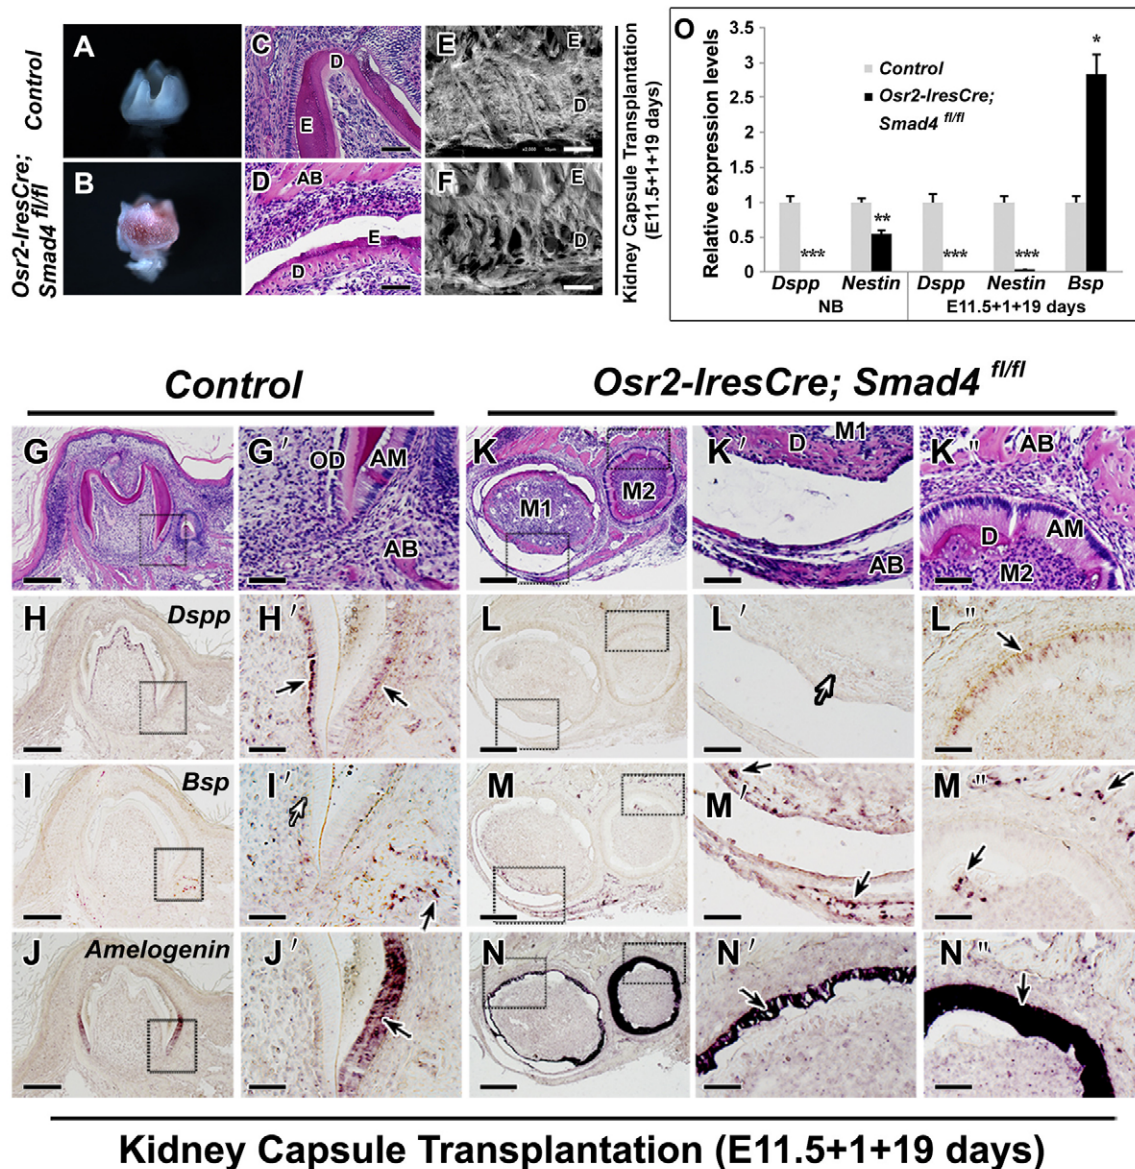 Control
Osr2-IresCre;
Smad4 fl/fl
A
B
C
D
E
D
AB
E
D
E
E
D
F
E
D
Kidney Capsule Transplantation
(E11.5+1+19 days)
O
Relative expression levels
3.5
3
2.5
2
1.5
1
0.5
0
Control
Osr2-IresCre;
Smad4 fl/fl
***
**
***
***
*
Dspp Nestin Dspp Nestin Bsp
NB E11.5+1+19 days
Control Osr2-IresCre; Smad4 fl/fl
G
G'
OD
AM
AB
K
M1
M2
K'
M1
D
AB
K"
AB
AM
D
M2
H
Dspp
H'
L
L'
L"
I
Bsp
I'
M
M'
M"
J
Amelogenin
J'
N
N'
N"
Kidney Capsule Transplantation (E11.5+1+19 days)